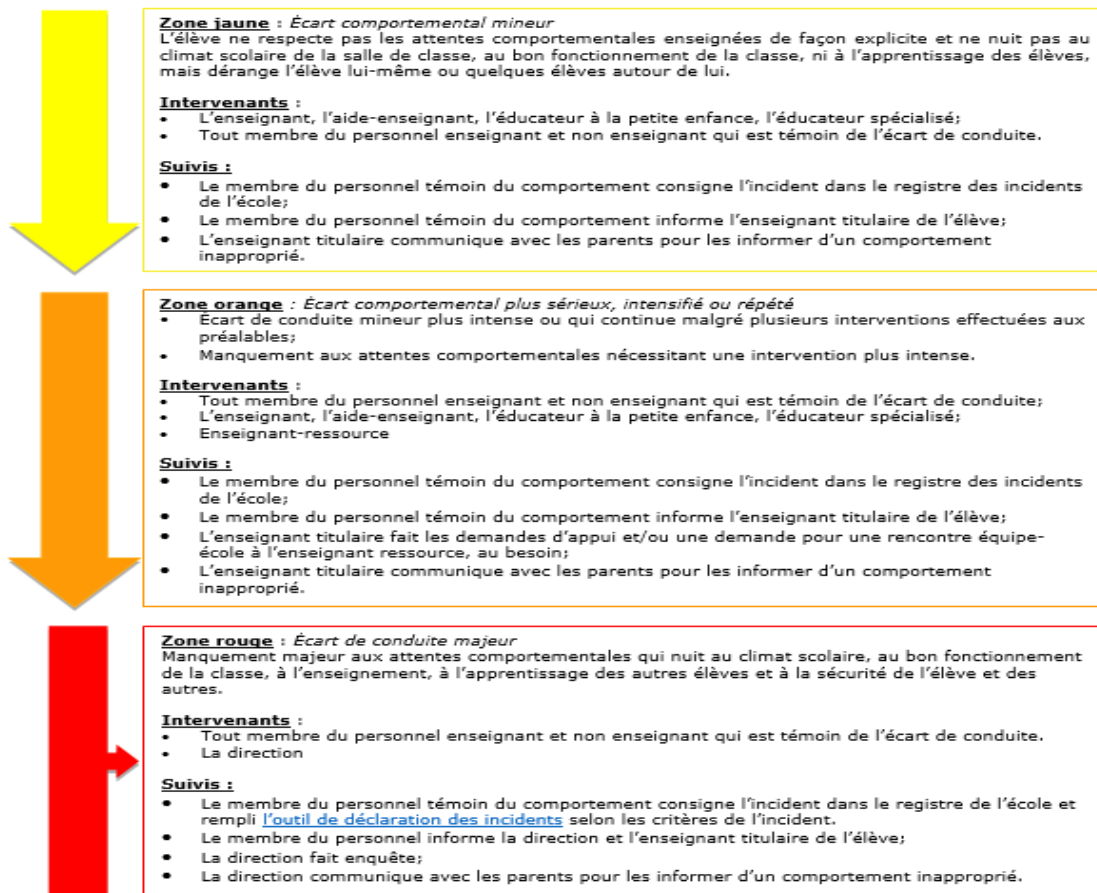 Zone jaune : Écart comportemental mineur
L'élève ne respecte pas les attentes comportementales enseignées de façon explicite et ne nuit pas au
climat scolaire de la salle de classe, au bon fonctionnement de la classe, ni à l'apprentissage des élèves,
mais dérange l'élève lui-même ou quelques élèves autour de lui.
Intervenants :
• L'enseignant, l'aide-enseignant, l'éducateur à la petite enfance, l'éducateur spécialisé;
• Tout membre du personnel enseignant et non enseignant qui est témoin de l'écart de conduite.
Suivis :
• Le membre du personnel témoin du comportement consigne l'incident dans le registre des incidents
de l'école;
• Le membre du personnel témoin du comportement informe l'enseignant titulaire de l'élève;
• L'enseignant titulaire communique avec les parents pour les informer d'un comportement
inapproprié.
Zone orange : Écart comportemental plus sérieux, intensifié ou répété
• Écart de conduite mineur plus intense ou qui continue malgré plusieurs interventions effectuées aux
préalables;
• Manquement aux attentes comportementales nécessitant une intervention plus intense.
Intervenants :
• Tout membre du personnel enseignant et non enseignant qui est témoin de l'écart de conduite;
• L'enseignant, l'aide-enseignant, l'éducateur à la petite enfance, l'éducateur spécialisé;
• Enseignant-ressource
Suivis :
• Le membre du personnel témoin du comportement consigne l'incident dans le registre des incidents
de l'école;
• Le membre du personnel témoin du comportement informe l'enseignant titulaire de l'élève;
• L'enseignant titulaire fait les demandes d'appui et/ou une demande pour une rencontre équipe-
école à l'enseignant ressource, au besoin;
• L'enseignant titulaire communique avec les parents pour les informer d'un comportement
inapproprié.
Zone rouge : Écart de conduite majeur
Manquement majeur aux attentes comportementales qui nuit au climat scolaire, au bon fonctionnement
de la classe, à l'enseignement, à l'apprentissage des autres élèves et à la sécurité de l'élève et des
autres.
Intervenants :
• Tout membre du personnel enseignant et non enseignant qui est témoin de l'écart de conduite.
• La direction
Suivis :
• Le membre du personnel témoin du comportement consigne l'incident dans le registre de l'école et
rempli l'outil de déclaration des incidents selon les critères de l'incident.
• Le membre du personnel informe la direction et l'enseignant titulaire de l'élève;
• La direction fait enquête;
• La direction communique avec les parents pour les informer d'un comportement inapproprié.